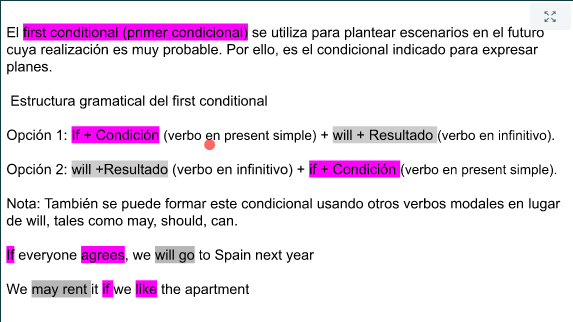 El first conditional (primer condicional) se utiliza para plantear escenarios en el futuro
cuya realización es muy probable. Por ello, es el condicional indicado para expresar
planes.
Estructura gramatical del first conditional
Opción 1: If + Condición (verbo en present simple) + will + Resultado (verbo en infinitivo).
Opción 2: will +Resultado (verbo en infinitivo) + if + Condición (verbo en present simple).
Nota: También se puede formar este condicional usando otros verbos modales en lugar
de will, tales como may, should, can.
If everyone agrees, we will go to Spain next year
We may rent it if we like the apartment